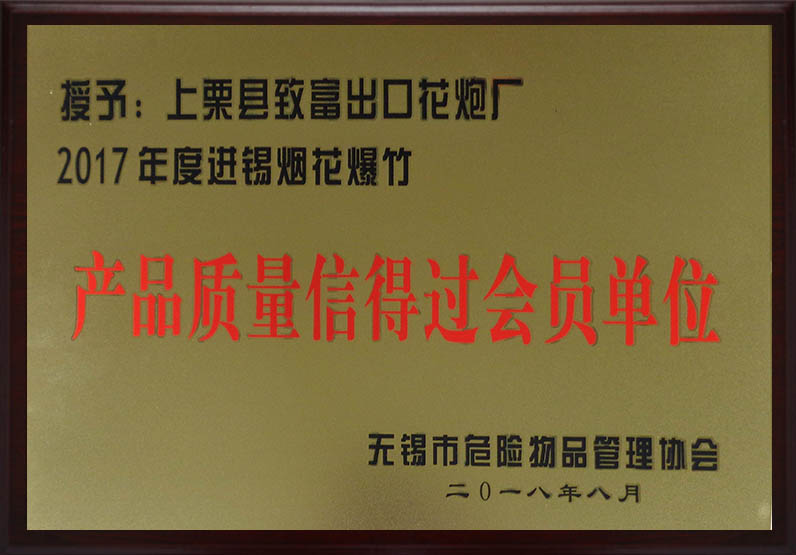 授予：上栗县致富出口花炮厂
2017年度进锡烟花爆竹
产品质量信得过会员单位
无锡市危险物品管理协会
二〇一八年八月